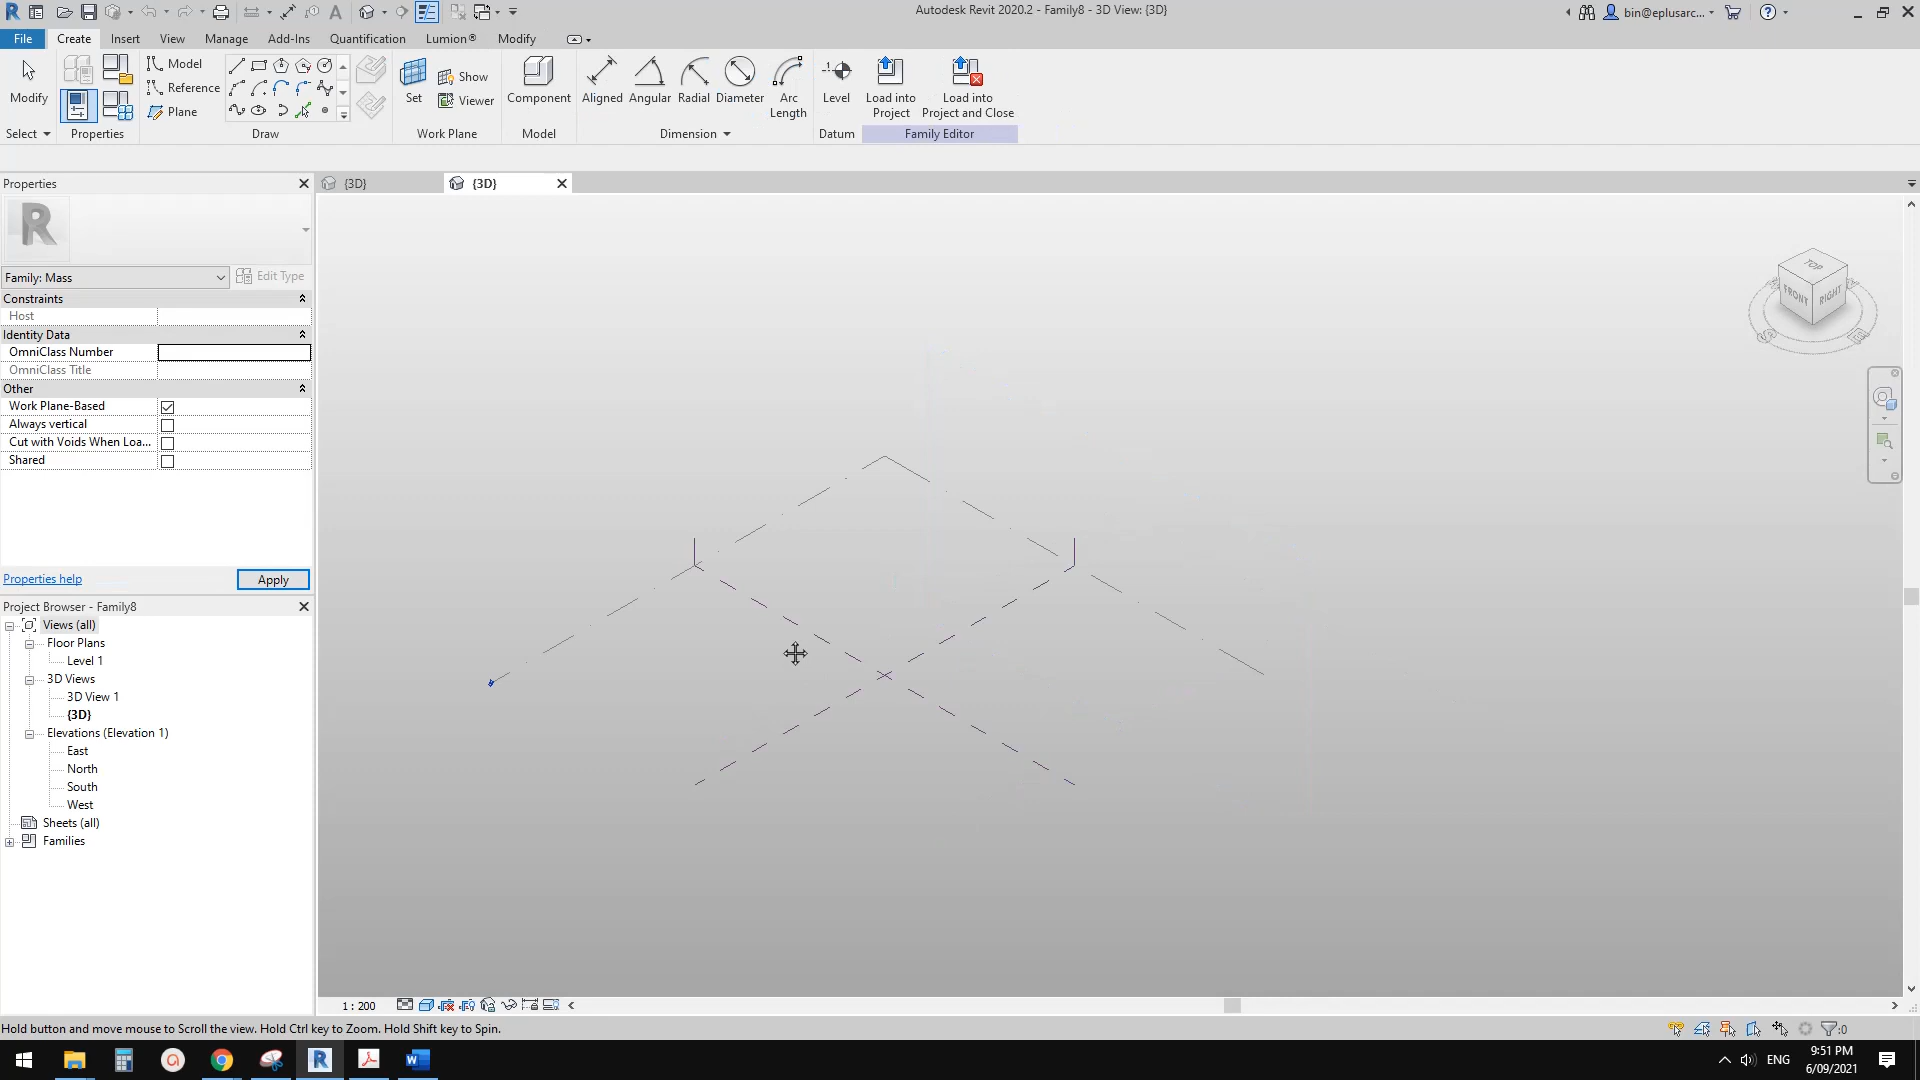 Autodesk Revit 2020.2 - Family8 - 3D View: {3D}
bin@eplusarc...
File
Create
Insert
View
Manage
Add-Ins
Quantification
Lumion®
Modify
Modify
Select
Properties
Model
Reference
Plane
Draw
Set
Show
Viewer
Work Plane
Component
Model
Aligned
Angular
Radial
Diameter
Arc
Length
Dimension
Level
Datum
Load into
Project
Load into
Project and Close
Family Editor
Properties
{3D}
{3D}
R
Family: Mass
Edit Type
Constraints
Host
Identity Data
OmniClass Number
OmniClass Title
Other
Work Plane-Based
Always vertical
Cut with Voids When Loa...
Shared
Properties help
Apply
TOP
FRONT
RIGHT
S
E
Project Browser - Family8
Views (all)
Floor Plans
Level 1
3D Views
3D View 1
{3D}
Elevations (Elevation 1)
East
North
South
West
Sheets (all)
Families
1 : 200
Hold button and move mouse to Scroll the view. Hold Ctrl key to Zoom. Hold Shift key to Spin.
:0
ENG
9:51 PM
6/09/2021